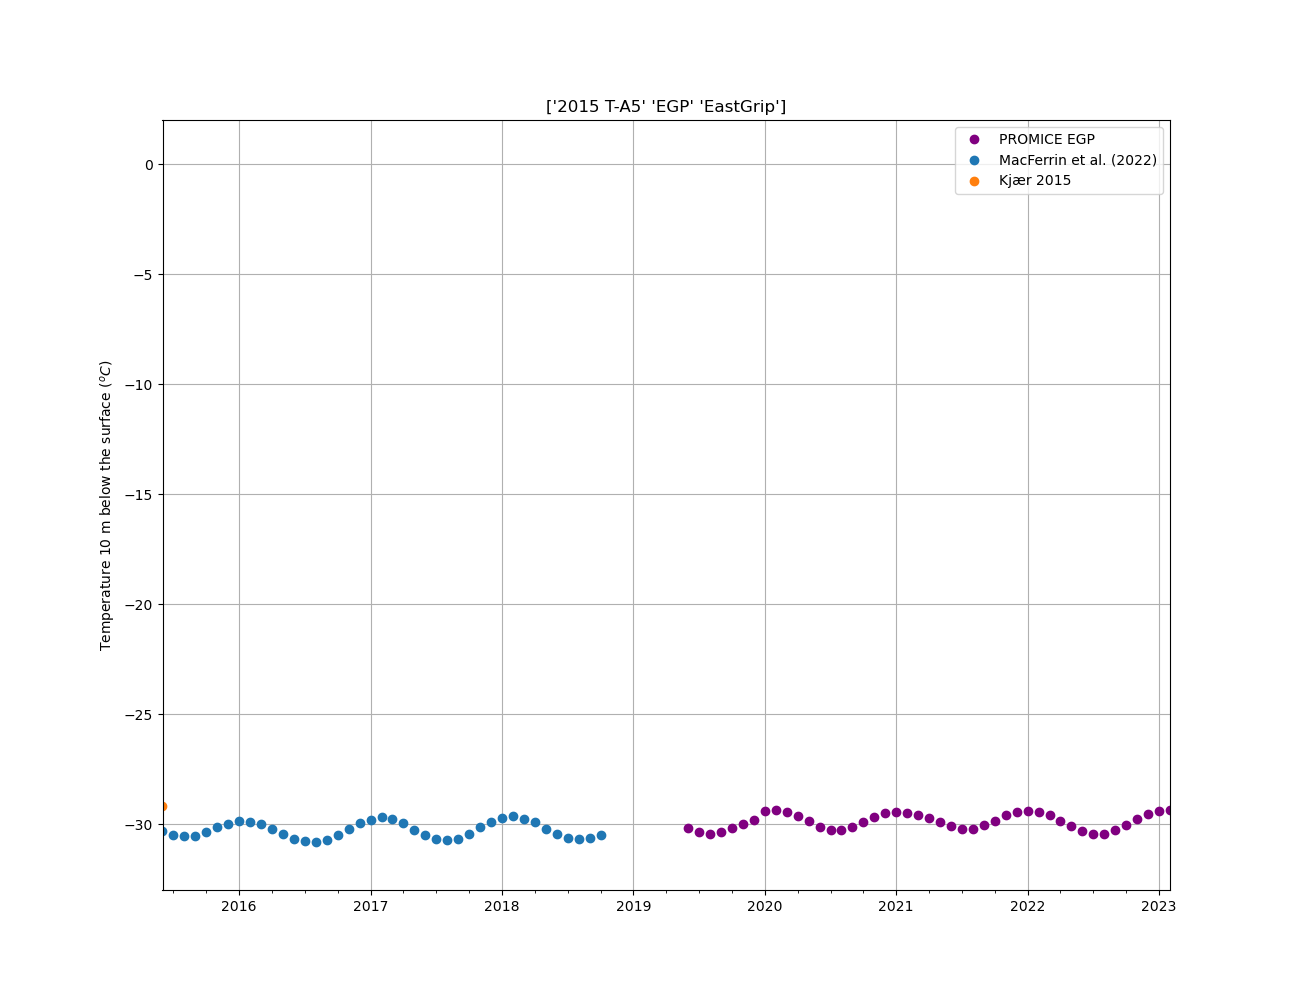 ['2015 T-A5' 'EGP' 'EastGrip']
PROMICE EGP
MacFerrin et al. (2022)
Kjær 2015
Temperature 10 m below the surface (°C)
0
−5
−10
−15
−20
−25
−30
2016 2017 2018 2019 2020 2021 2022 2023